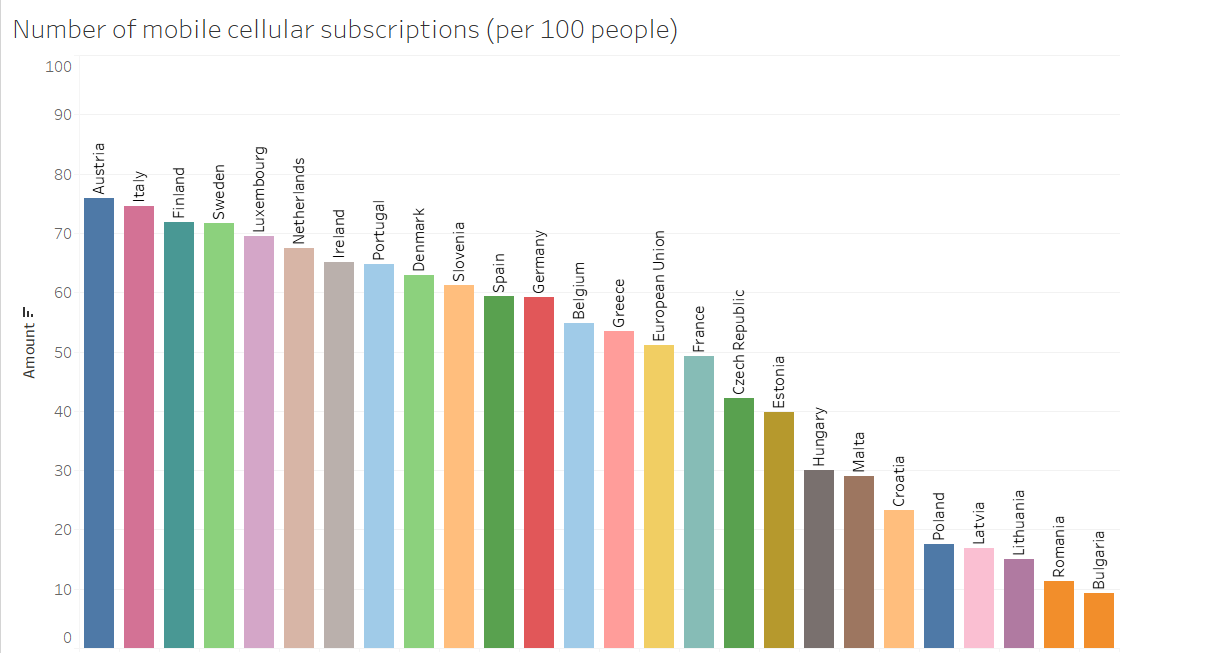 Number of mobile cellular subscriptions (per 100 people)
100
90
80
70
60
50
40
30
20
10
0
Amount
Austria
Italy
Finland
Sweden
Luxembourg
Netherlands
Ireland
Portugal
Denmark
Slovenia
Spain
Germany
Belgium
Greece
European Union
France
Czech Republic
Estonia
Hungary
Malta
Croatia
Poland
Latvia
Lithuania
Romania
Bulgaria